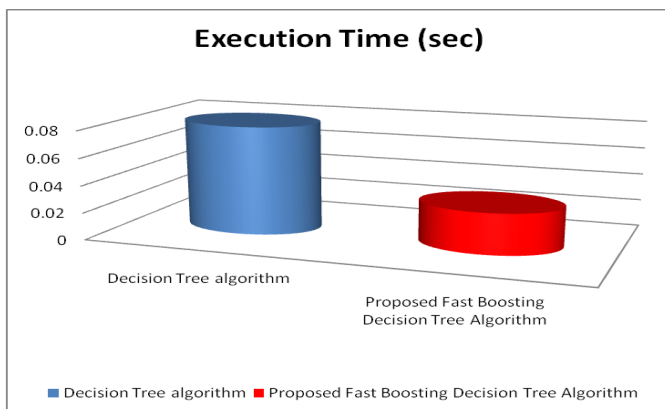 Execution Time (sec)
0.08
0.06
0.04
0.02
0
Decision Tree algorithm
Proposed Fast Boosting
Decision Tree Algorithm
Decision Tree algorithm Proposed Fast Boosting Decision Tree Algorithm